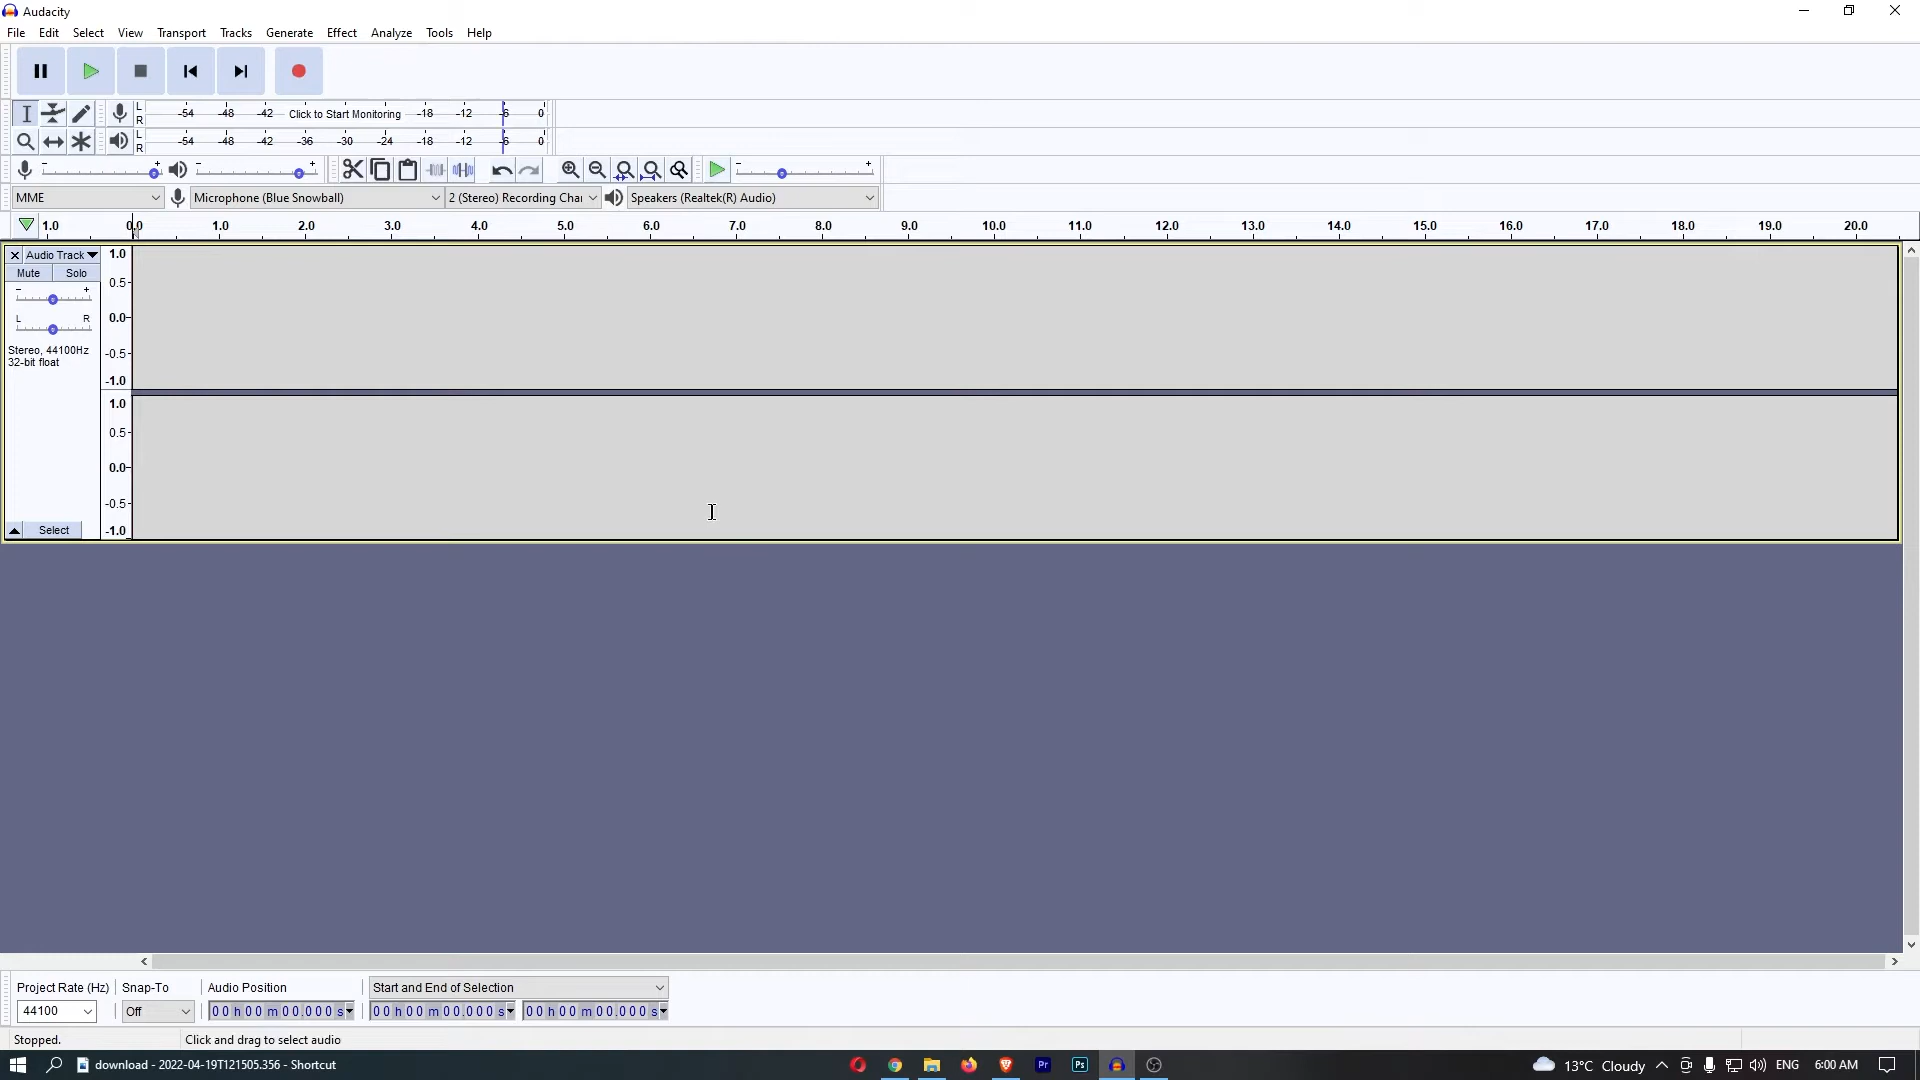 Audacity
File Edit Select View Transport Tracks Generate Effect Analyze Tools Help
L R -54 -48 -42 Click to Start Monitoring -18 -12 -6 0
L R -54 -48 -42 -36 -30 -24 -18 -12 -6 0
- + - + - +
MME Microphone (Blue Snowball) 2 (Stereo) Recording Chai Speakers (Realtek(R) Audio)
1.0 0.0 1.0 2.0 3.0 4.0 5.0 6.0 7.0 8.0 9.0 10.0 11.0 12.0 13.0 14.0 15.0 16.0 17.0 18.0 19.0 20.0
Audio Track 1.0
Mute Solo
- + 0.5
L R 0.0
Stereo, 44100Hz -0.5
32-bit float
-1.0
1.0
0.5
0.0
-0.5
Select -1.0
Project Rate (Hz) Snap-To Audio Position Start and End of Selection
44100 Off 00 h 00 m 00.000 s 00 h 00 m 00.000 s 00 h 00 m 00.000 s
Stopped. Click and drag to select audio
download - 2022-04-19T121505.356 - Shortcut Pr Ps 13°C Cloudy ENG 6:00 AM